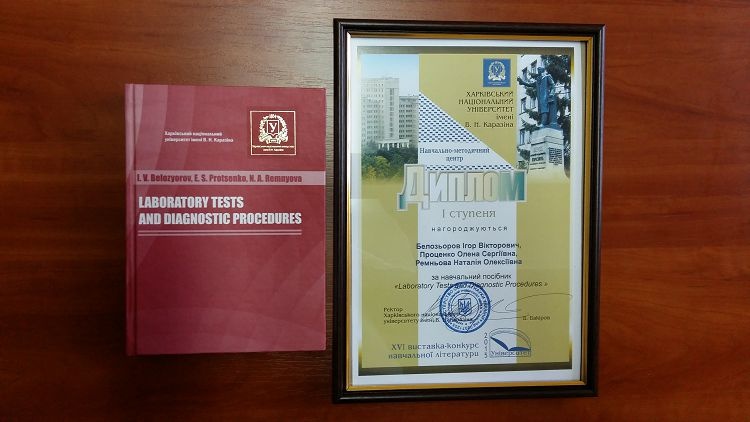 Харківський національний
університет імені В. Н. Каразіна
У
I. V. Belozyorov, E. S. Protsenko, N. A. Remnyova
LABORATORY TESTS
AND DIAGNOSTIC PROCEDURES
У
ХАРКІВСЬКИЙ
НАЦІОНАЛЬНИЙ
УНІВЕРСИТЕТ
імені
В. Н. Каразіна
Навчально-методичний
центр
ДИПЛОМ
І ступеня
нагороджуються
Белозьоров Ігор Вікторович,
Проценко Олена Сергіївна,
Ремньова Наталія Олексіївна
за навчальний посібник
«Laboratory Tests and Diagnostic Procedures »
Ректор
Харківського національного
університету імені В. Н. Каразіна
В. Бакіров
XVI виставка-конкурс
навчальної літератури
2015
Університет